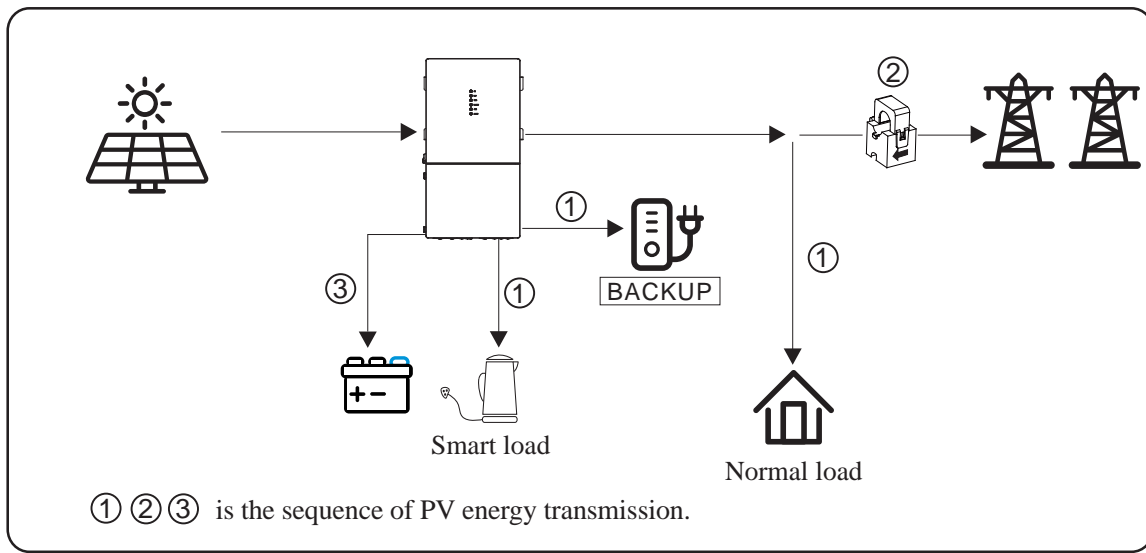 ②
①
BACKUP
①
③
①
Smart load
Normal load
① ② ③ is the sequence of PV energy transmission.